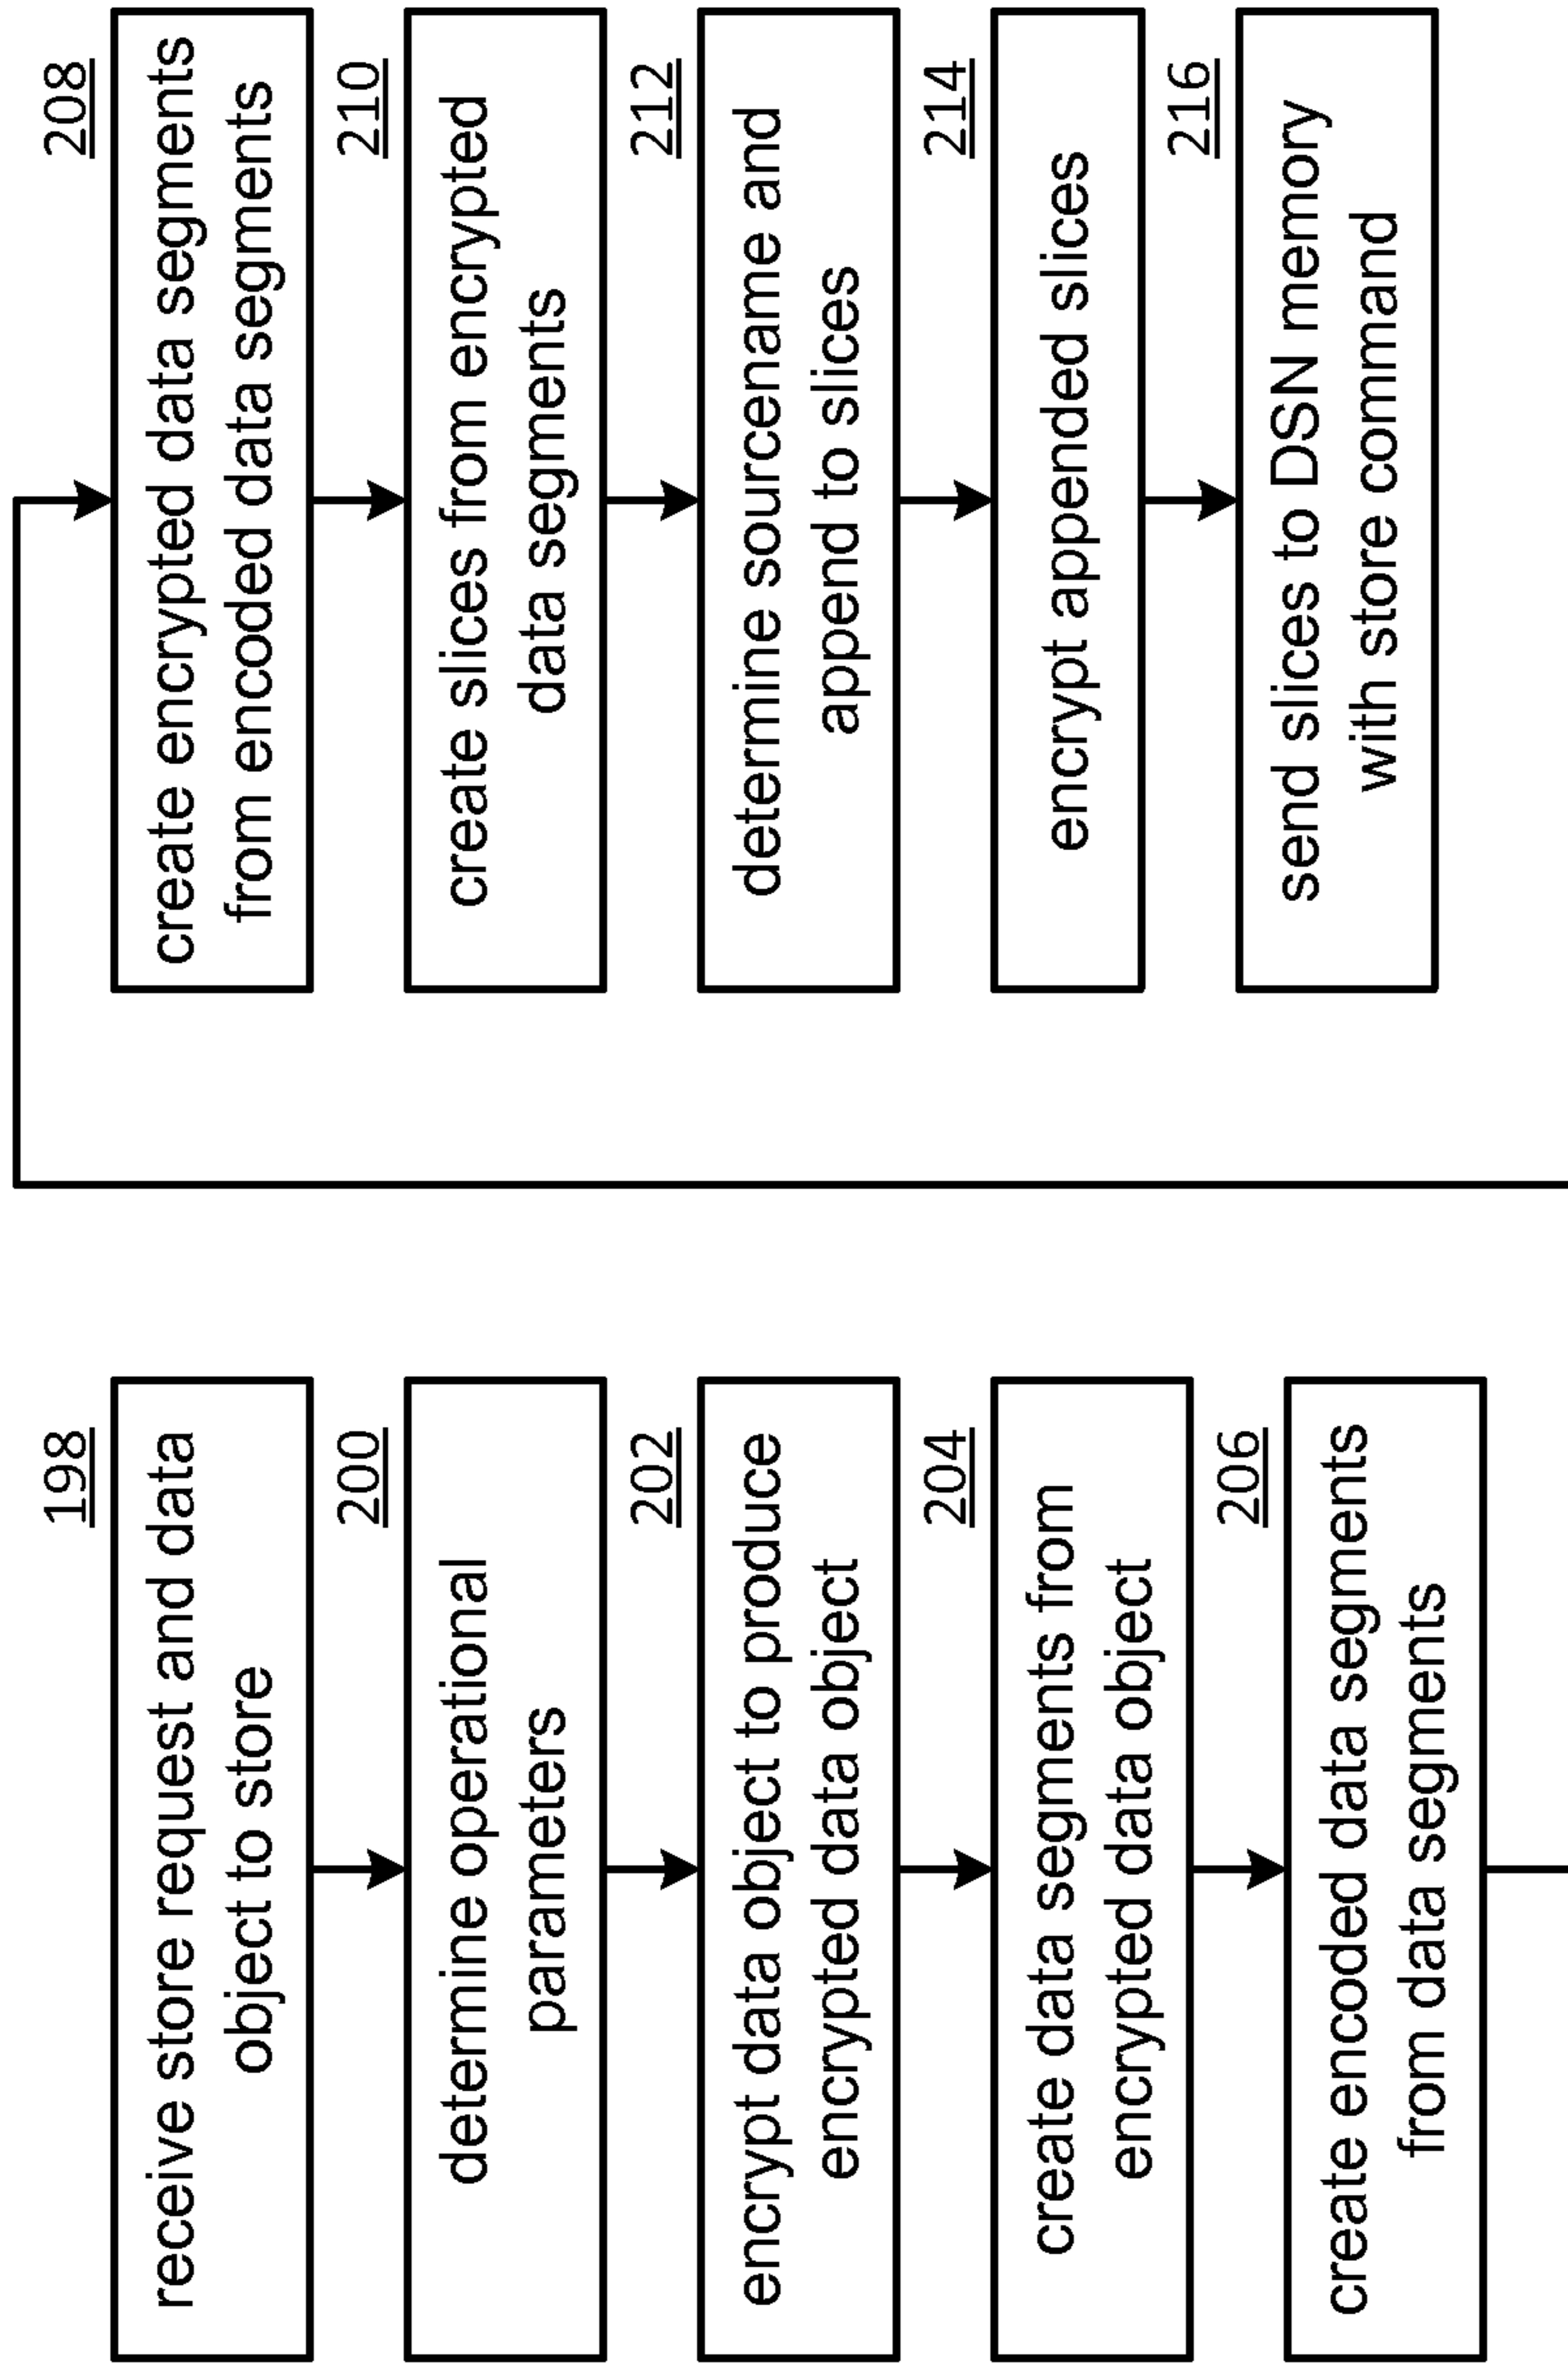 198
receive store request and data
object to store
200
determine operational
parameters
202
encrypt data object to produce
encrypted data object
204
create data segments from
encrypted data object
206
create encoded data segments
from data segments
208
create encrypted data segments
from encoded data segments
210
create slices from encrypted
data segments
212
determine sourcename and
append to slices
214
encrypt appended slices
216
send slices to DSN memory
with store command